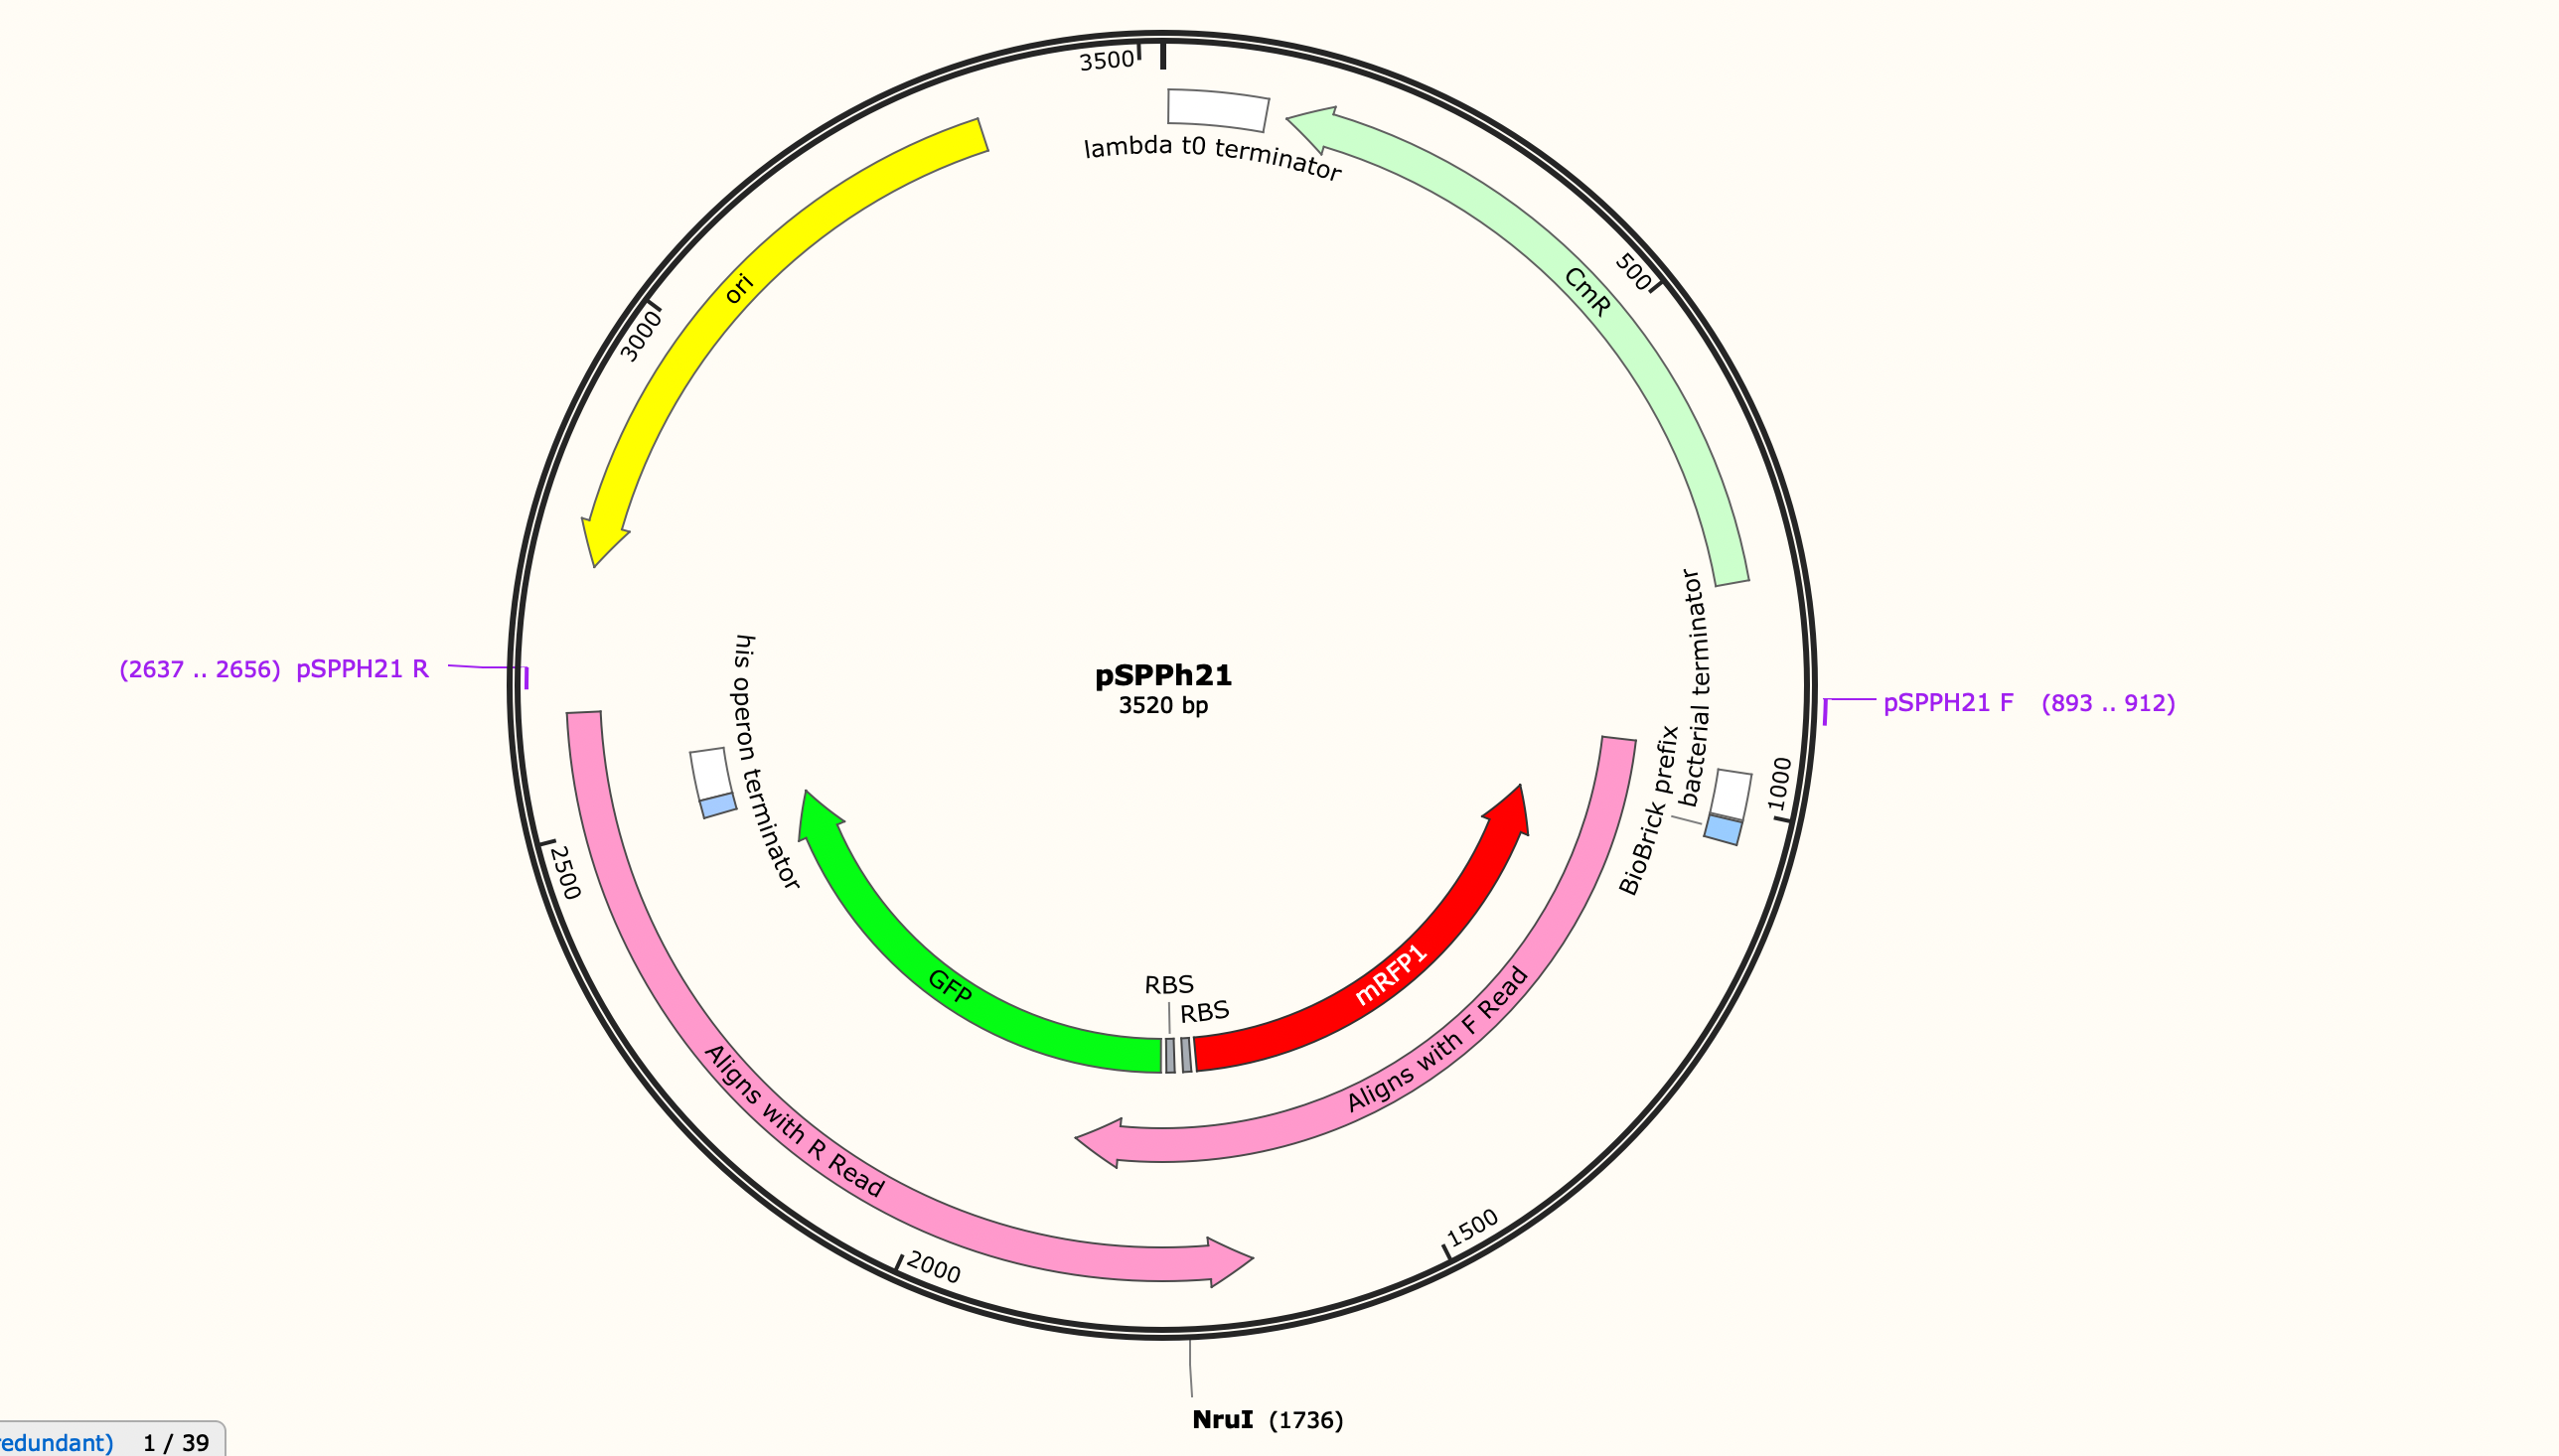 3500
lambda t0 terminator
500
CmR
ori
3000
bacterial terminator
his operon terminator
(2637 .. 2656)  pSPPH21 R
pSPPh21
3520 bp
pSPPH21 F  (893 .. 912)
BioBrick prefix
1000
2500
mRFP1
GFP
RBS
RBS
Aligns with F Read
Aligns with R Read
1500
2000
NruI  (1736)
redundant)  1 / 39